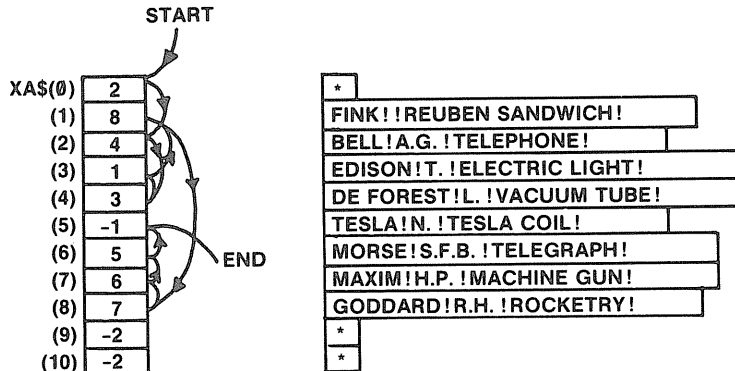 START
XA$(0) 2 *
(1) 8 FINK!!REUBEN SANDWICH!
(2) 4 BELL!A.G.!TELEPHONE!
(3) 1 EDISON!T.!ELECTRIC LIGHT!
(4) 3 DE FOREST!L.!VACUUM TUBE!
(5) -1 TESLA!N.!TESLA COIL!
(6) 5 MORSE!S.F.B.!TELEGRAPH!
END
(7) 6 MAXIM!H.P.!MACHINE GUN!
(8) 7 GODDARD!R.H.!ROCKETRY!
(9) -2 *
(10) -2 *